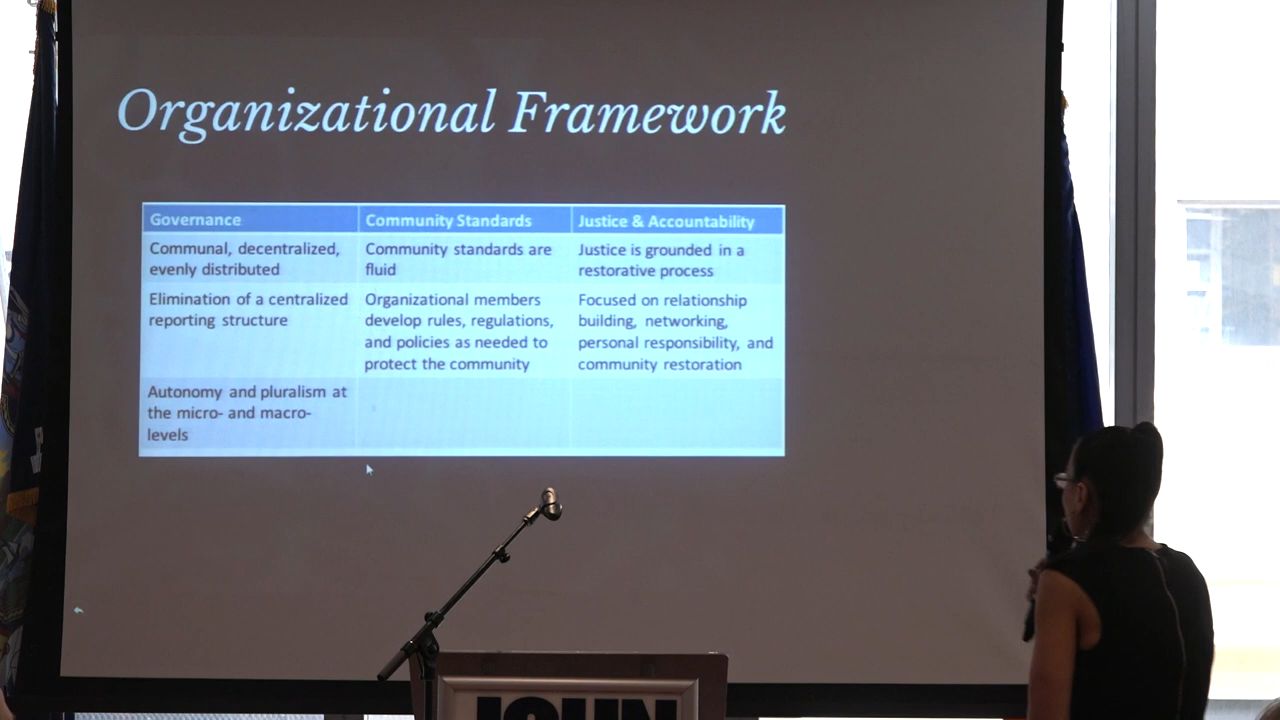 Organizational Framework
Governance
Community Standards
Justice & Accountability
Communal, decentralized,
evenly distributed
Community standards are
fluid
Justice is grounded in a
restorative process
Elimination of a centralized
reporting structure
Organizational members
develop rules, regulations,
and policies as needed to
protect the community
Focused on relationship
building, networking,
personal responsibility, and
community restoration
Autonomy and pluralism at
the micro- and macro-
levels
JOHN